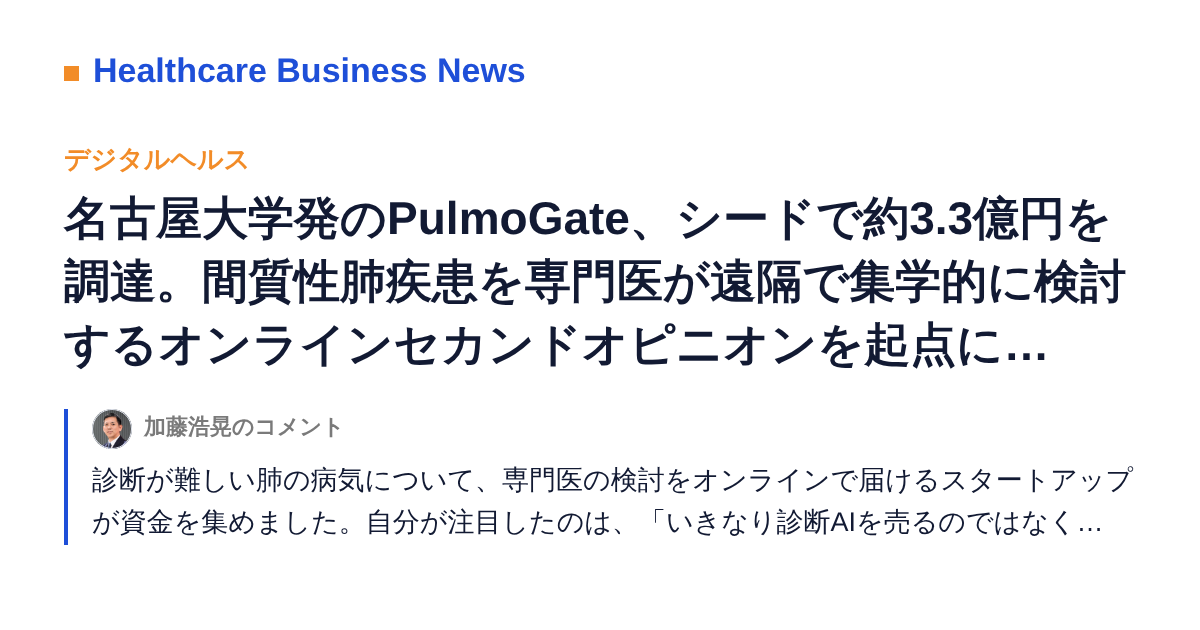 Healthcare Business News
デジタルヘルス
名古屋大学発のPulmoGate、シードで約3.3億円を
調達。間質性肺疾患を専門医が遠隔で集学的に検討
するオンラインセカンドオピニオンを起点に…
加藤浩晃のコメント
診断が難しい肺の病気について、専門医の検討をオンラインで届けるスタートアップ
が資金を集めました。自分が注目したのは、「いきなり診断AIを売るのではなく…